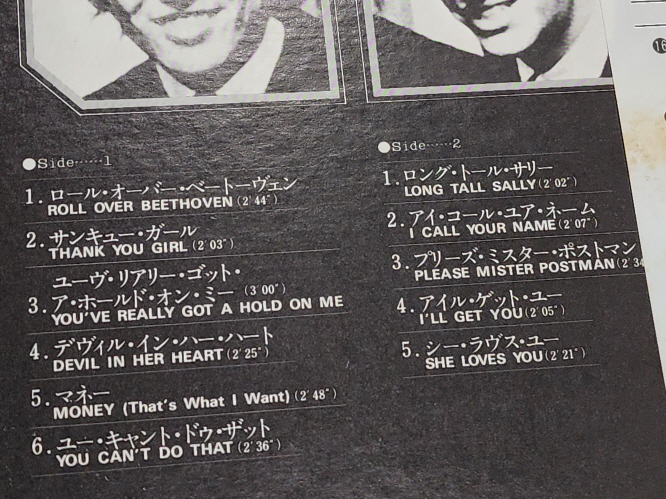 ●Side……1
1. ロール・オーバー・ベートーヴェン
ROLL OVER BEETHOVEN (2′44″)
2. サンキュー・ガール
THANK YOU GIRL (2′03″)
3. ユーヴ・リアリー・ゴット・
ア・ホールド・オン・ミー (3′00″)
YOU'VE REALLY GOT A HOLD ON ME
4. デヴィル・イン・ハー・ハート
DEVIL IN HER HEART (2′25″)
5. マネー
MONEY (That's What I Want) (2′48″)
6. ユー・キャント・ドゥ・ザット
YOU CAN'T DO THAT (2′36″)
●Side……2
1. ロング・トール・サリー
LONG TALL SALLY (2′02″)
2. アイ・コール・ユア・ネーム
I CALL YOUR NAME (2′07″)
3. プリーズ・ミスター・ポストマン
PLEASE MISTER POSTMAN (2′34
4. アイル・ゲット・ユー
I'LL GET YOU (2′05″)
5. シー・ラヴス・ユー
SHE LOVES YOU (2′21″)